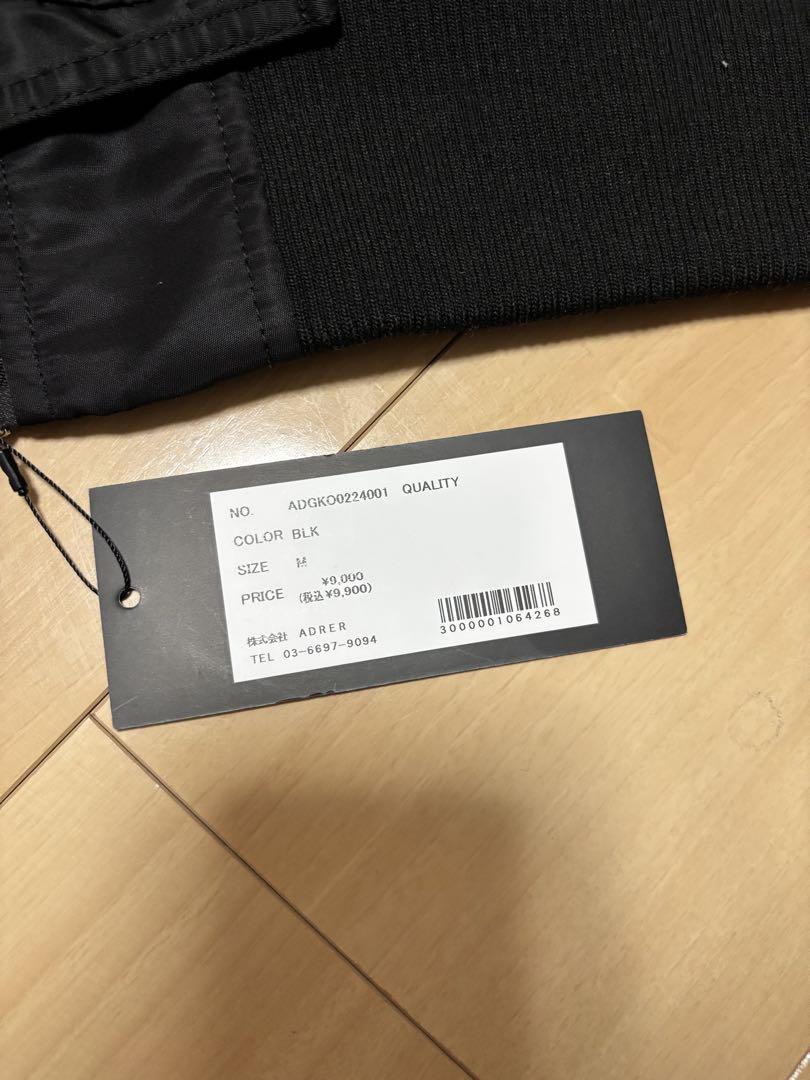 NO. ADGKO0224001 QUALITY
COLOR BLK
SIZE M
¥9,000
PRICE (税込¥9,900)
3000001064268
株式会社 ADRER
TEL 03-6697-9094